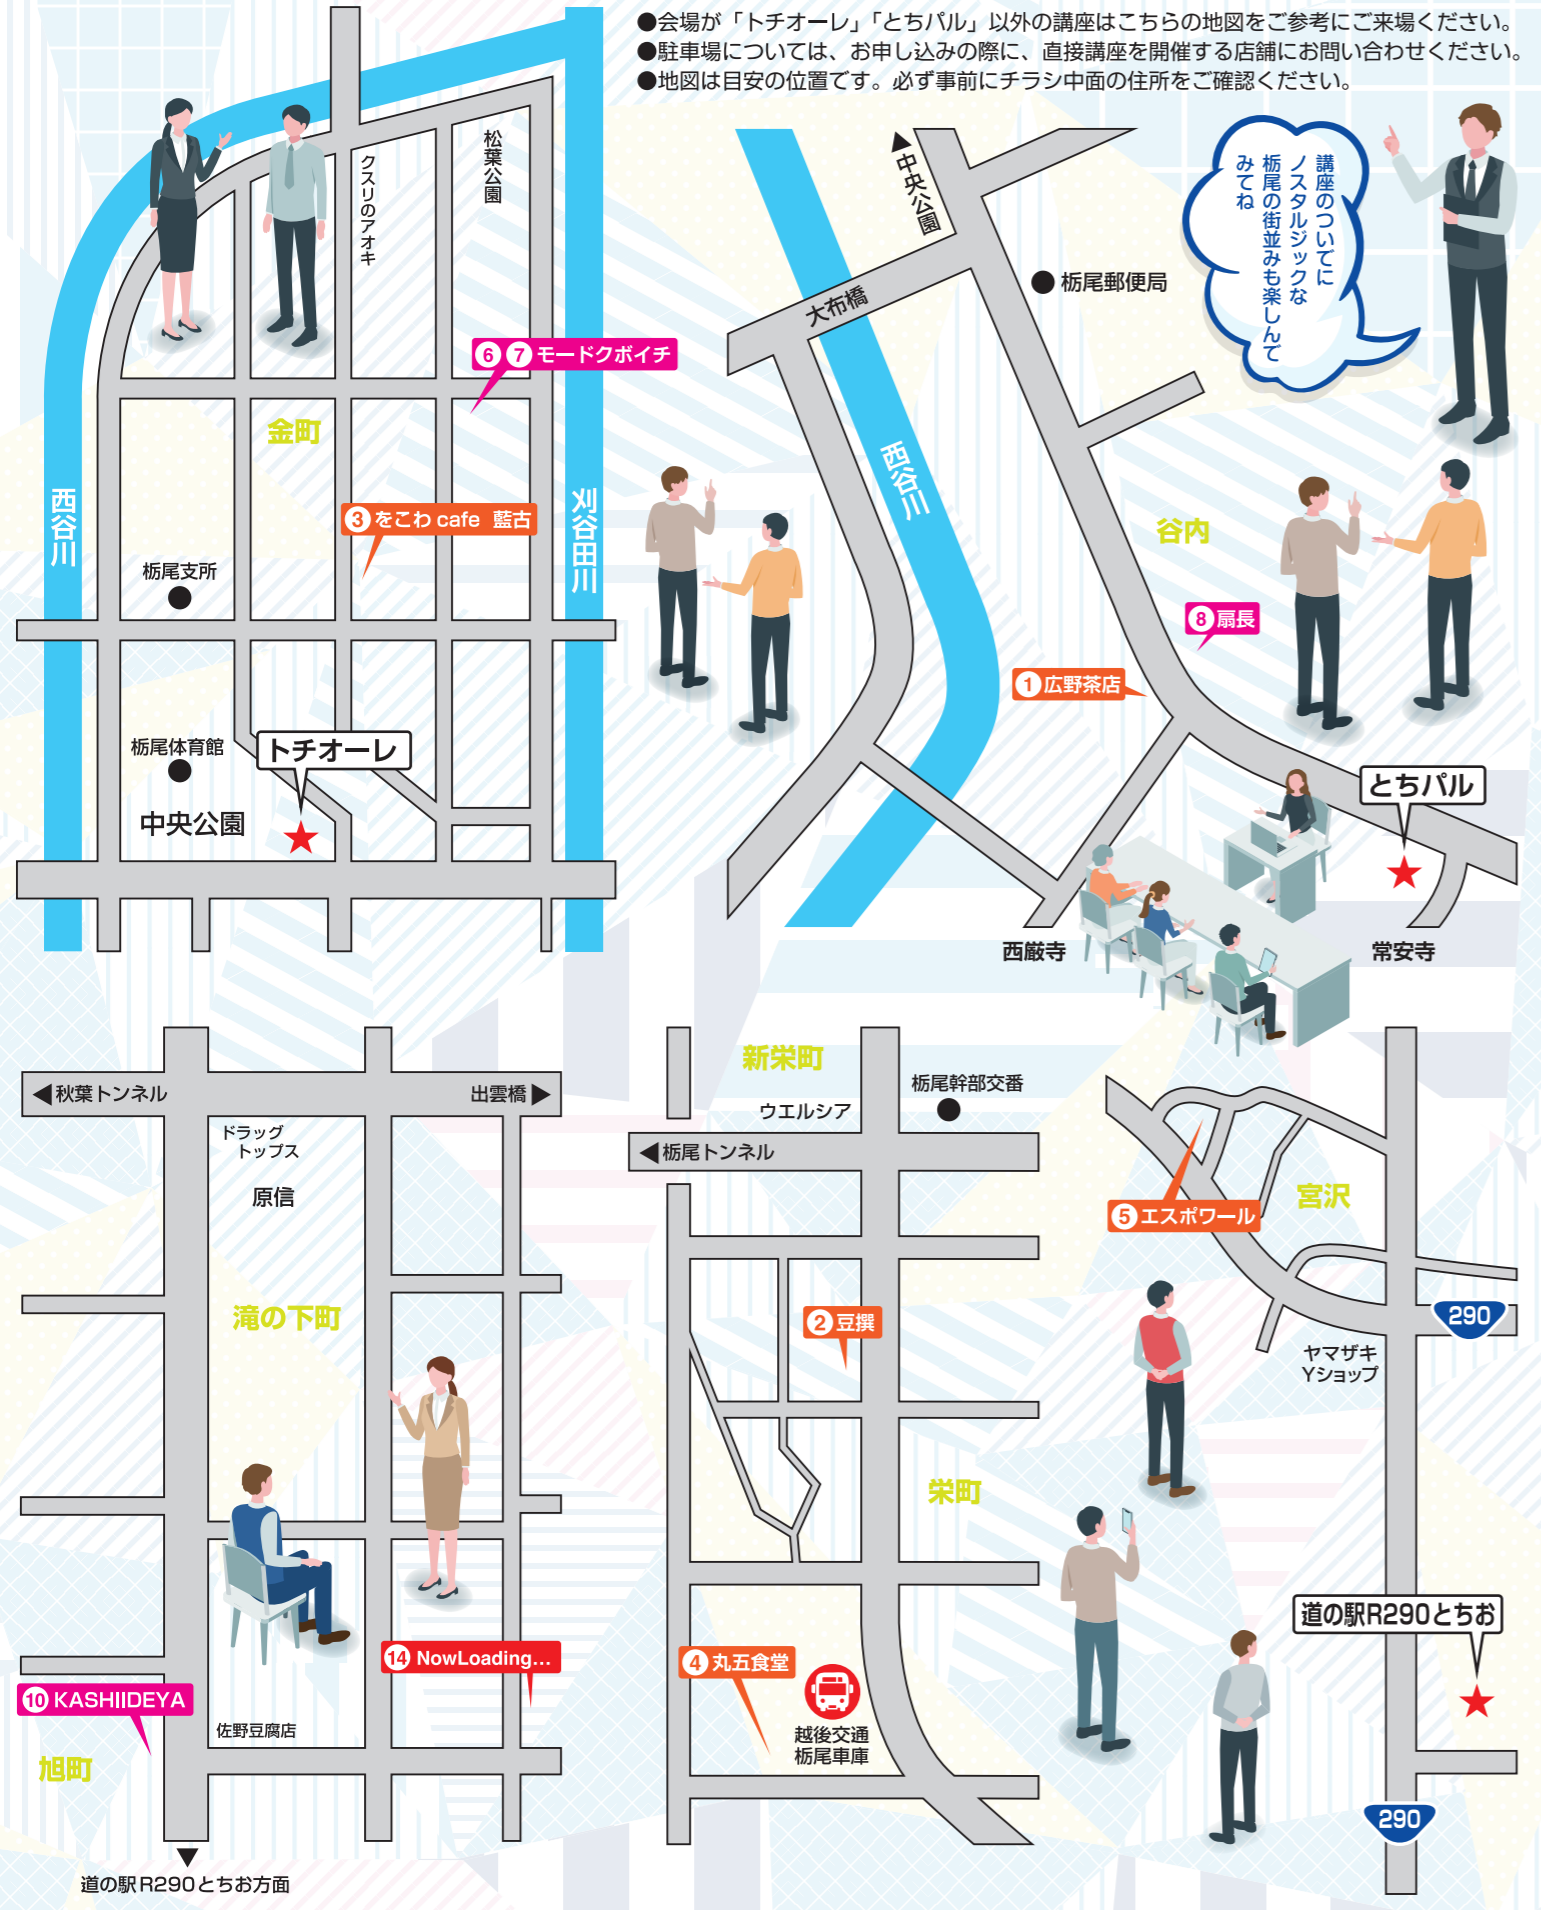 ●会場が「トチオーレ」「とちパル」以外の講座はこちらの地図をご参考にご来場ください。
●駐車場については、お申し込みの際に、直接講座を開催する店舗にお問い合わせください。
●地図は目安の位置です。必ず事前にチラシ中面の住所をご確認ください。
松葉公園
クスリのアオキ
⑥⑦モードクボイチ
金町
西谷川
刈谷田川
③をこわ cafe 藍古
栃尾支所
栃尾体育館
トチオーレ
中央公園
▲中央公園
講座のついでに
ノスタルジックな
栃尾の街並みも楽しんで
みてね
栃尾郵便局
大布橋
西谷川
谷内
⑧扇長
①広野茶店
とちパル
西厳寺
常安寺
◀秋葉トンネル
出雲橋▶
ドラッグ
トップス
原信
滝の下町
⑭NowLoading...
⑩KASHIIDEYA
佐野豆腐店
旭町
▼
道の駅R290とちお方面
新栄町
栃尾幹部交番
ウエルシア
◀栃尾トンネル
②豆撰
栄町
④丸五食堂
越後交通
栃尾車庫
⑤エスポワール
宮沢
290
ヤマザキ
Yショップ
道の駅R290とちお
290